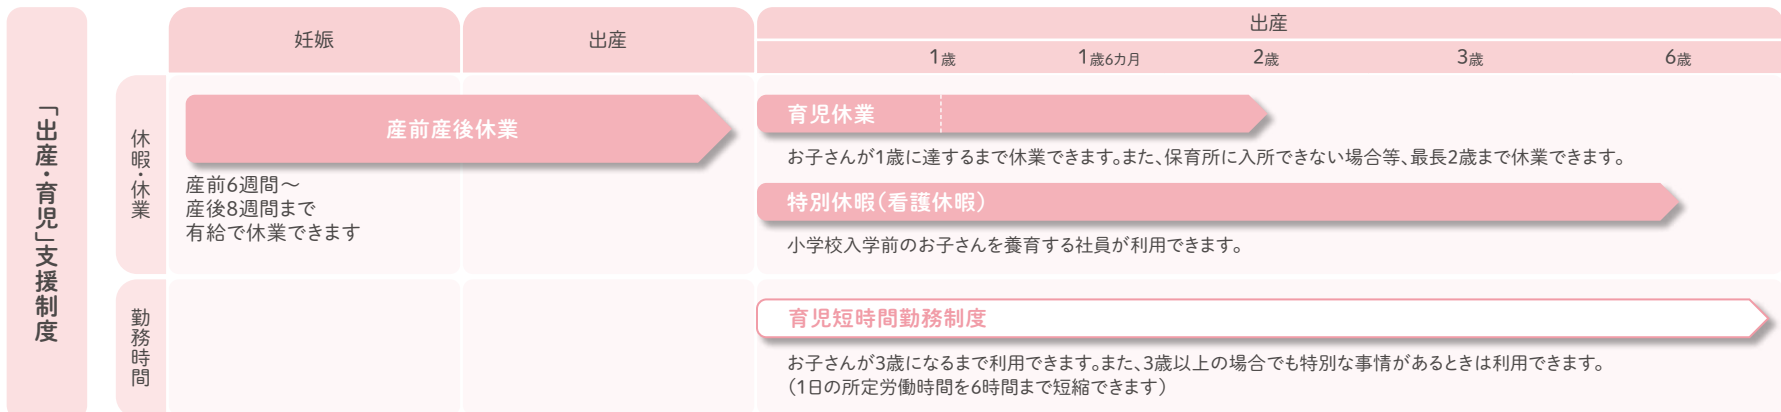 「出産・育児」支援制度
妊娠
出産
出産
1歳
1歳6カ月
2歳
3歳
6歳
休暇・休業
産前産後休業
産前6週間～
産後8週間まで
有給で休業できます
育児休業
お子さんが1歳に達するまで休業できます。また、保育所に入所できない場合等、最長2歳まで休業できます。
特別休暇（看護休暇）
小学校入学前のお子さんを養育する社員が利用できます。
勤務時間
育児短時間勤務制度
お子さんが3歳になるまで利用できます。また、3歳以上の場合でも特別な事情があるときは利用できます。
（1日の所定労働時間を6時間まで短縮できます）